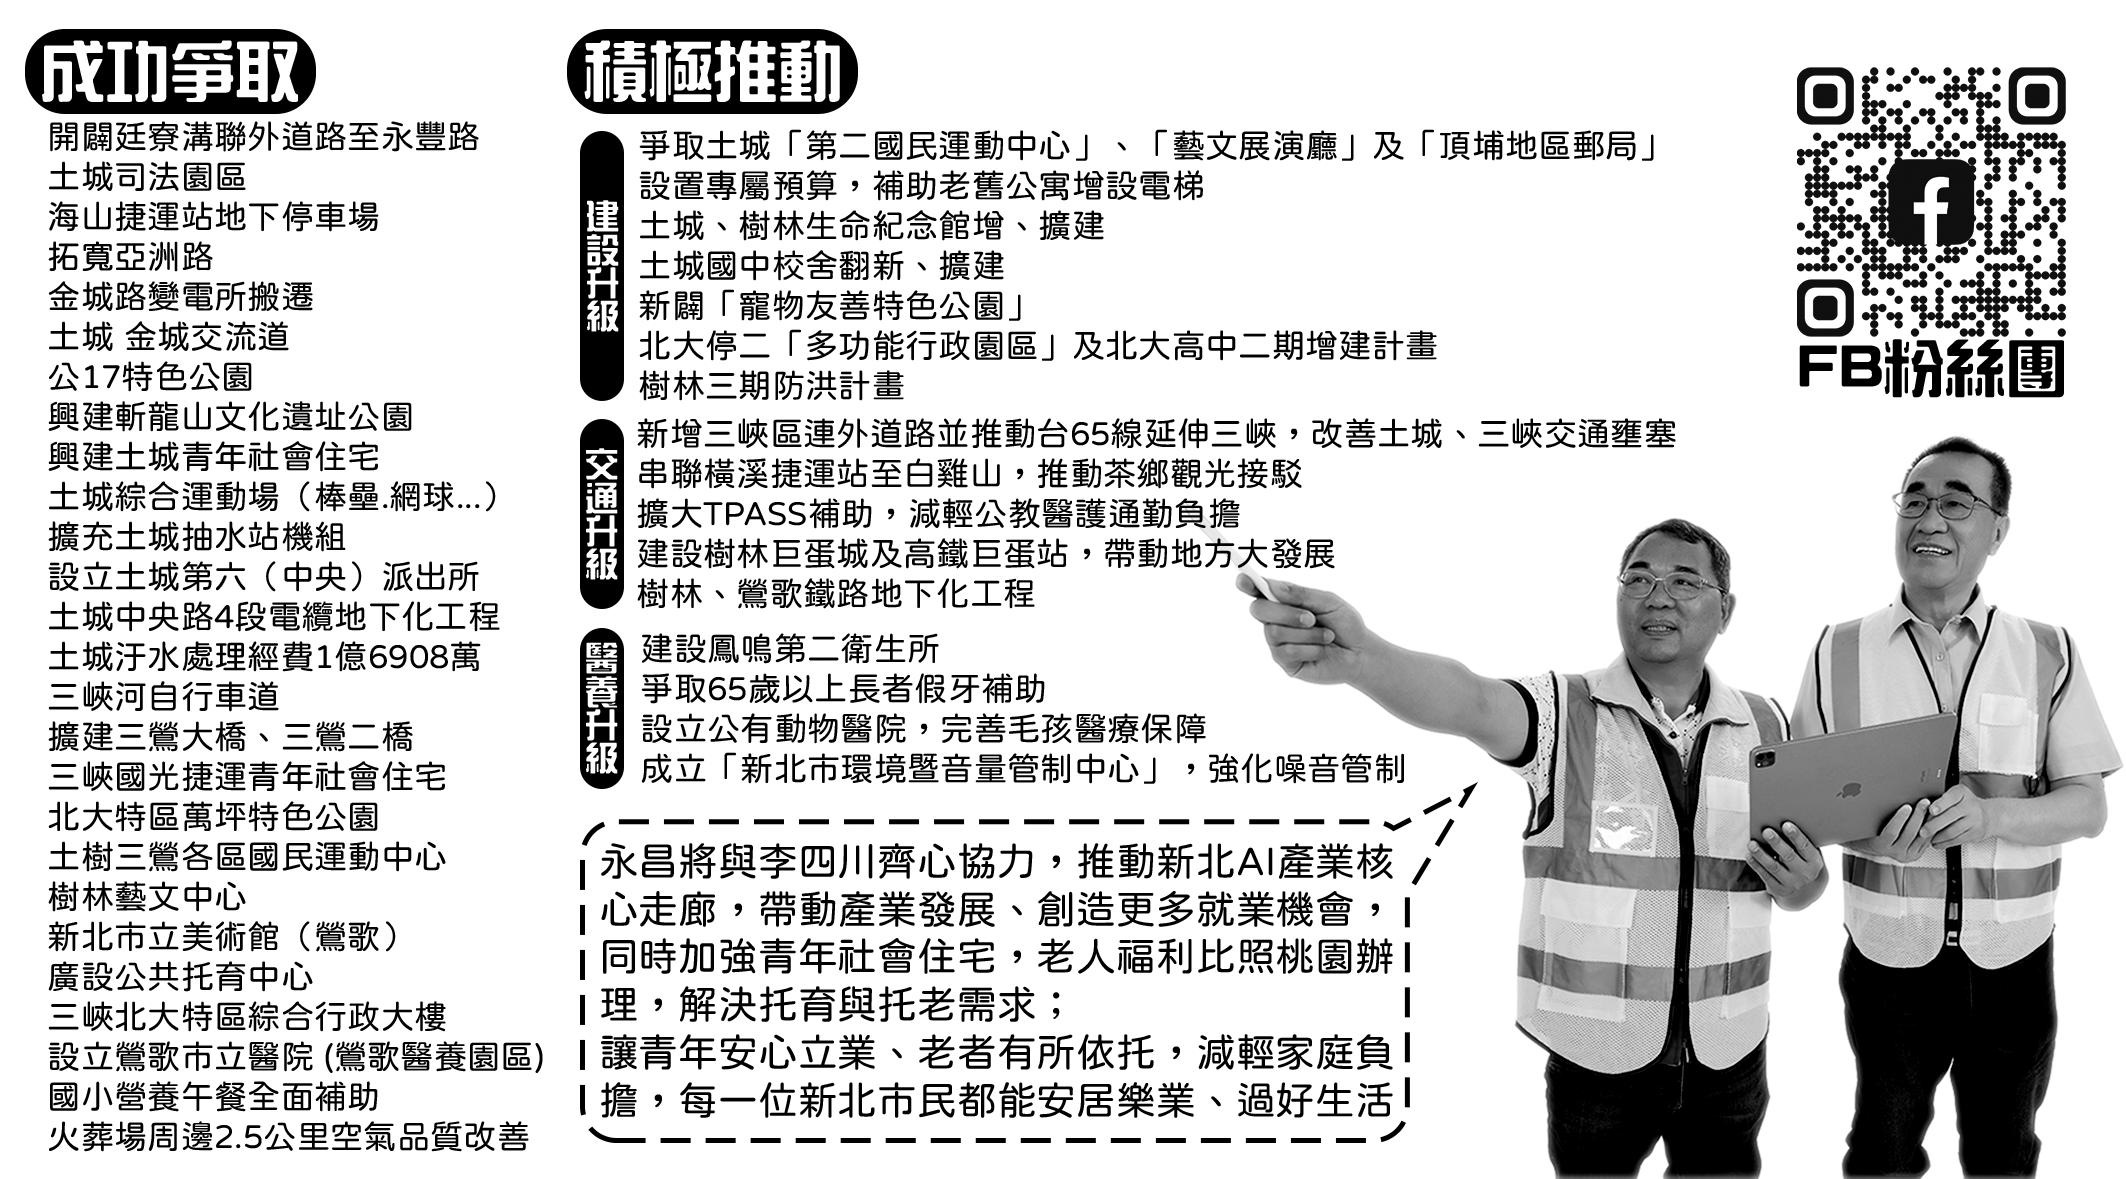 成功爭取
開闢廷寮溝聯外道路至永豐路
土城司法園區
海山捷運站地下停車場
拓寬亞洲路
金城路變電所搬遷
土城 金城交流道
公17特色公園
興建斬龍山文化遺址公園
興建土城青年社會住宅
土城綜合運動場（棒壘.網球...）
擴充土城抽水站機組
設立土城第六（中央）派出所
土城中央路4段電纜地下化工程
土城汙水處理經費1億6908萬
三峽河自行車道
擴建三鶯大橋、三鶯二橋
三峽國光捷運青年社會住宅
北大特區萬坪特色公園
土樹三鶯各區國民運動中心
樹林藝文中心
新北市立美術館（鶯歌）
廣設公共托育中心
三峽北大特區綜合行政大樓
設立鶯歌市立醫院 (鶯歌醫養園區)
國小營養午餐全面補助
火葬場周邊2.5公里空氣品質改善
積極推動
建設升級
爭取土城「第二國民運動中心」、「藝文展演廳」及「頂埔地區郵局」
設置專屬預算，補助老舊公寓增設電梯
土城、樹林生命紀念館增、擴建
土城國中校舍翻新、擴建
新闢「寵物友善特色公園」
北大停二「多功能行政園區」及北大高中二期增建計畫
樹林三期防洪計畫
交通升級
新增三峽區連外道路並推動台65線延伸三峽，改善土城、三峽交通壅塞
串聯橫溪捷運站至白雞山，推動茶鄉觀光接駁
擴大TPASS補助，減輕公教醫護通勤負擔
建設樹林巨蛋城及高鐵巨蛋站，帶動地方大發展
樹林、鶯歌鐵路地下化工程
醫養升級
建設鳳鳴第二衛生所
爭取65歲以上長者假牙補助
設立公有動物醫院，完善毛孩醫療保障
成立「新北市環境暨音量管制中心」，強化噪音管制
永昌將與李四川齊心協力，推動新北AI產業核
心走廊，帶動產業發展、創造更多就業機會，
同時加強青年社會住宅，老人福利比照桃園辦
理，解決托育與托老需求；
讓青年安心立業、老者有所依托，減輕家庭負
擔，每一位新北市民都能安居樂業、過好生活
FB粉絲團